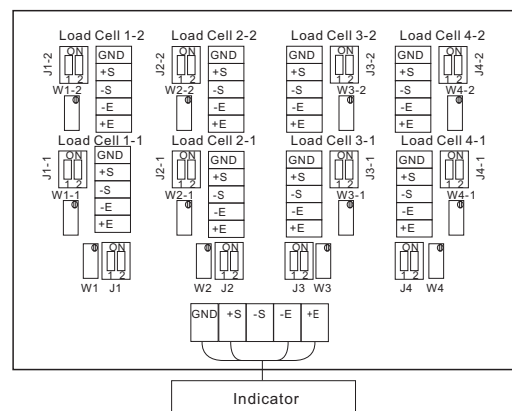 Load Cell 1-2 Load Cell 2-2 Load Cell 3-2 Load Cell 4-2
J1-2 ON 1 2 GND J2-2 ON 1 2 GND GND ON 1 2 J3-2 GND ON 1 2 J4-2
+S +S +S +S
W1-2 -S W2-2 -S -S W3-2 -S W4-2
-E -E -E -E
+E +E +E +E
Load Cell 1-1 Load Cell 2-1 Load Cell 3-1 Load Cell 4-1
J1-1 ON 1 2 GND J2-1 ON 1 2 GND GND ON 1 2 J3-1 GND ON 1 2 J4-1
+S +S +S +S
W1-1 -S W2-1 -S -S W3-1 -S W4-1
-E -E -E -E
+E +E +E +E
ON ON ON ON
1 2 1 2 1 2 1 2
W1 J1 W2 J2 J3 W3 J4 W4
GND +S -S -E +E
Indicator